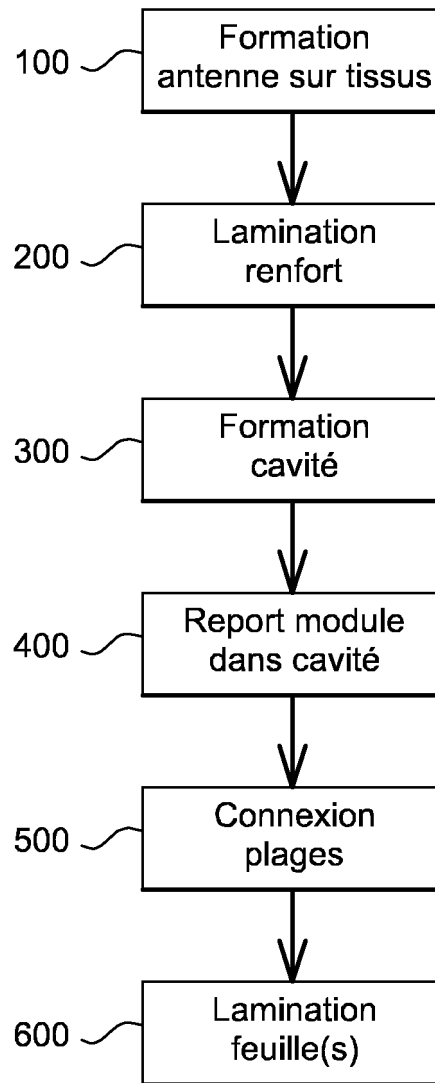 100
Formation
antenne sur tissus
200
Lamination
renfort
300
Formation
cavité
400
Report module
dans cavité
500
Connexion
plages
600
Lamination
feuille(s)